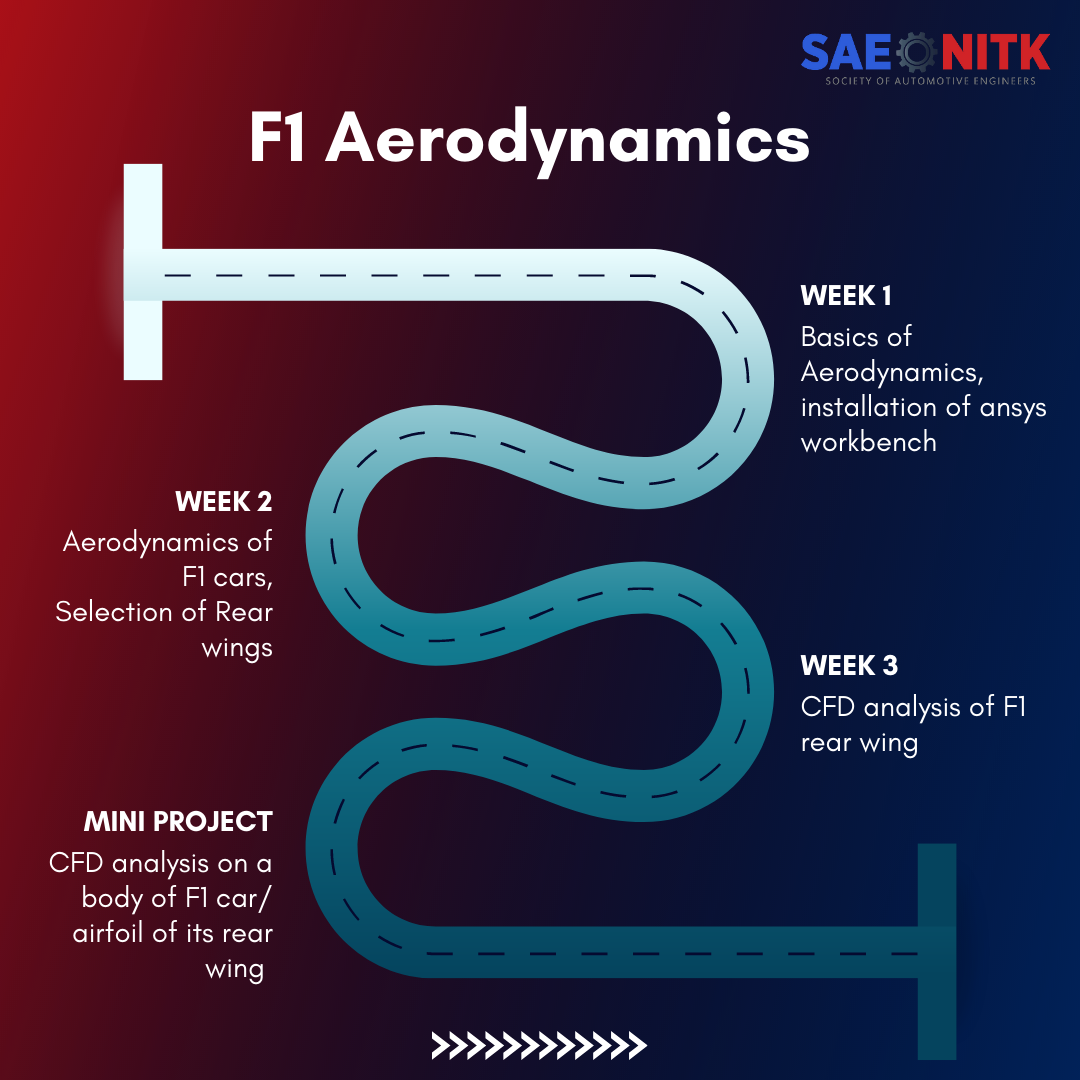 SAE NITK
SOCIETY OF AUTOMOTIVE ENGINEERS
F1 Aerodynamics
WEEK 1
Basics of
Aerodynamics,
installation of ansys
workbench
WEEK 2
Aerodynamics of
F1 cars,
Selection of Rear
wings
WEEK 3
CFD analysis of F1
rear wing
MINI PROJECT
CFD analysis on a
body of F1 car/
airfoil of its rear
wing